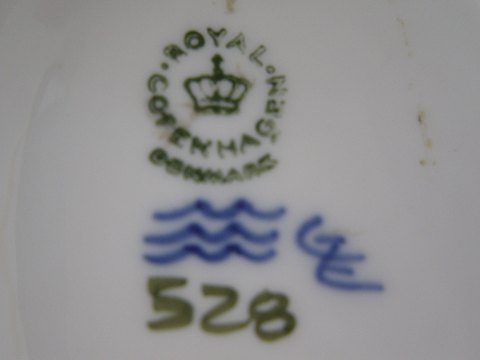 ROYAL
COPENHAGEN
DENMARK
528